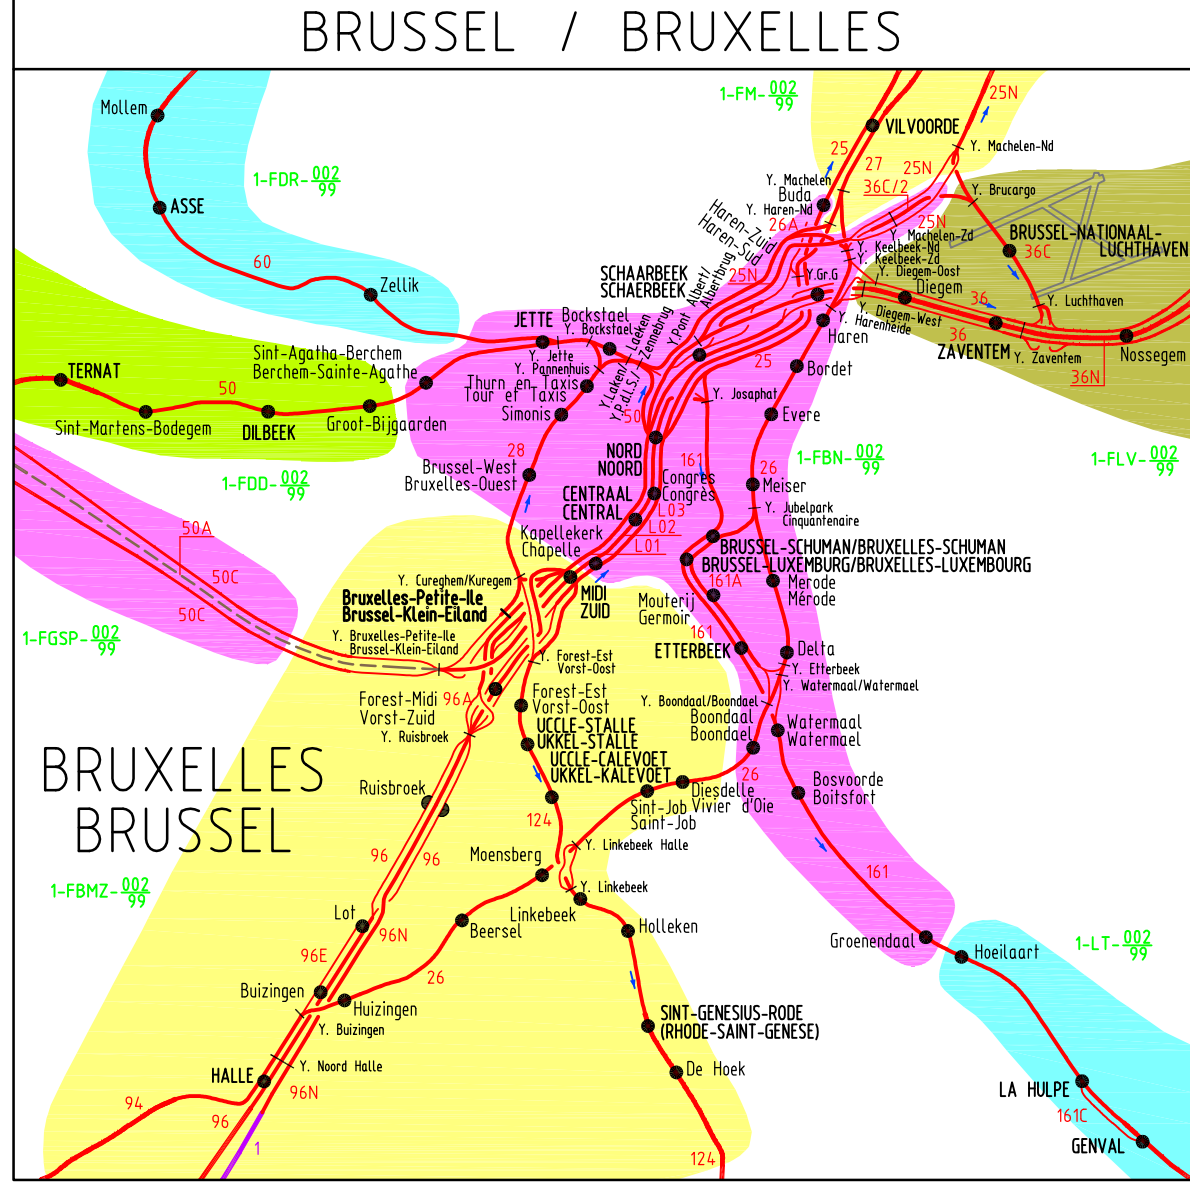 BRUSSEL / BRUXELLES
Mollem
ASSE
1-FDR-002
99
60
Zellik
1-FM-002
99
25N
VILVOORDE
25
27
25N
Y. Machelen-Nd
Y. Machelen
36C/2
Buda
Y. Haren-Nd
Y. Brucargo
26A
25N
Haren-Zuid
Haren-Sud
Y. Machelen-Zd
BRUSSEL-NATIONAAL-
LUCHTHAVEN
36C
Y. Keelbeek-Nd
Y. Keelbeek-Zd
Y. Diegem-Oost
SCHAARBEEK
SCHAERBEEK
25N
Y.Gr.G
Diegem
Y.Pont Albert/
Albertbrug
36
Y. Luchthaven
Y. Diegem-West
Y. Harenheide
36
Haren
ZAVENTEM
Y. Zaventem
Nossegem
36N
JETTE
Bockstael
Y. Bockstael
Y. Jette
Y. Pannenhuis
Y.Laken/ Laeken
Y.P.d.l.S./ Zennebrug
Sint-Agatha-Berchem
Berchem-Sainte-Agathe
Thurn en Taxis
Tour et Taxis
Simonis
TERNAT
50
Sint-Martens-Bodegem
DILBEEK
Groot-Bijgaarden
1-FDD-002
99
25
Bordet
Y. Josaphat
Evere
50
NORD
NOORD
161
1-FBN-002
99
1-FLV-002
99
28
Brussel-West
Bruxelles-Ouest
26
Meiser
Congres
Congrès
CENTRAAL
CENTRAL
L03
L02
L01
Y. Jubelpark
Cinquantenaire
Kapellekerk
Chapelle
BRUSSEL-SCHUMAN/BRUXELLES-SCHUMAN
BRUSSEL-LUXEMBURG/BRUXELLES-LUXEMBOURG
50A
50C
50C
1-FGSP-002
99
Y. Cureghem/Kuregem
Bruxelles-Petite-Ile
Brussel-Klein-Eiland
Y. Bruxelles-Petite-Ile
Brussel-Klein-Eiland
MIDI
ZUID
161A
Merode
Mérode
Mouterij
Germoir
161
ETTERBEEK
Delta
Y. Etterbeek
Y. Watermaal/Watermael
Y. Forest-Est
Vorst-Oost
Forest-Midi
Vorst-Zuid
96A
Forest-Est
Vorst-Oost
Y. Boondaal/Boondael
Boondaal
Boondael
Watermaal
Watermael
Y. Ruisbroek
UCCLE-STALLE
UKKEL-STALLE
UCCLE-CALEVOET
UKKEL-KALEVOET
26
Bosvoorde
Boitsfort
BRUXELLES
BRUSSEL
Ruisbroek
Diesdelle
Vivier d'Oie
Sint-Job
Saint-Job
124
96
96
Y. Linkebeek Halle
Moensberg
1-FBMZ-002
99
Y. Linkebeek
161
Lot
Linkebeek
Beersel
Holleken
96N
Groenendaal
Hoeilaart
1-LT-002
99
96E
26
Buizingen
Huizingen
Y. Buizingen
SINT-GENESIUS-RODE
(RHODE-SAINT-GENESE)
HALLE
Y. Noord Halle
De Hoek
96N
94
96
1
LA HULPE
161C
GENVAL
124